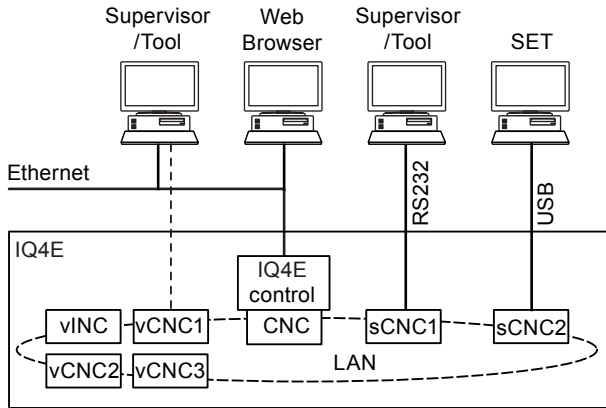 Supervisor
/Tool
Web
Browser
Supervisor
/Tool
SET
Ethernet
RS232
USB
IQ4E
IQ4E
control
vINC
vCNC1
CNC
sCNC1
sCNC2
LAN
vCNC2
vCNC3